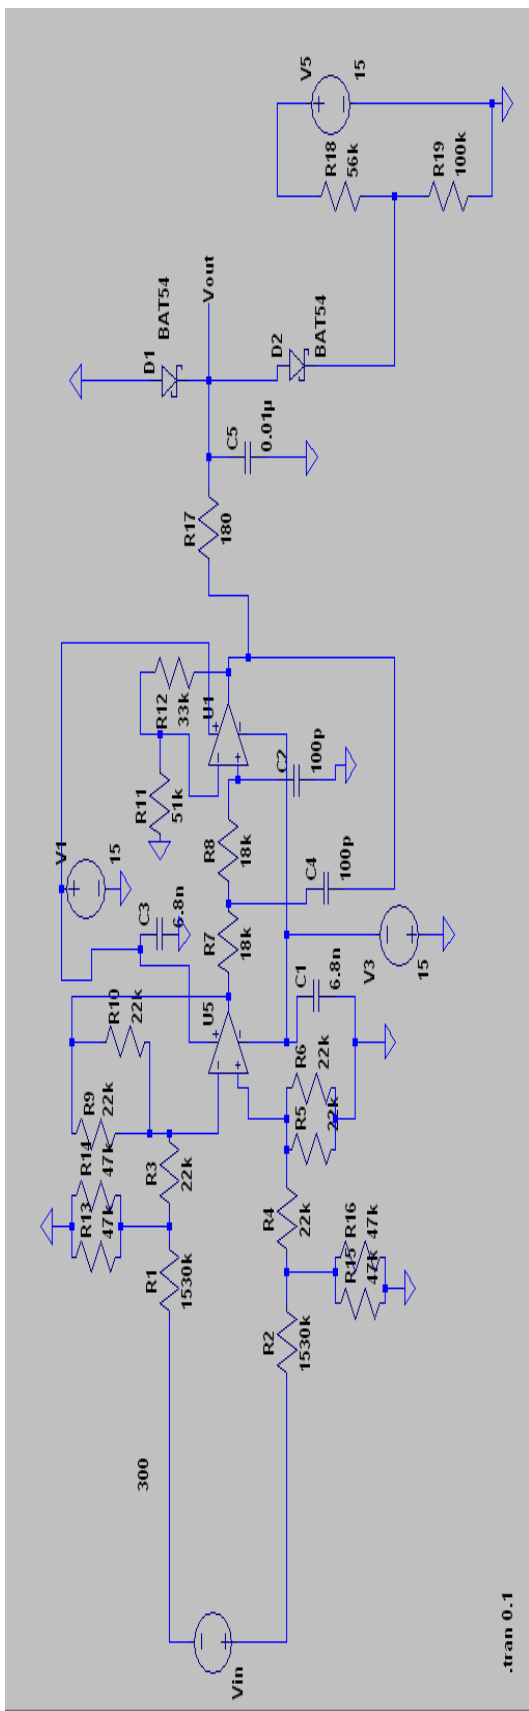 Vin
300
R1
1530k
R2
1530k
R13
47k
R14
47k
R15
47k
R16
47k
R3
22k
R4
22k
R9
22k
R10
22k
R5
22k
R6
22k
C1
6.8n
U5
C3
6.8n
V1
15
V3
15
R7
18k
R8
18k
C4
100p
C2
100p
R11
51k
R12
33k
U1
R17
180
C5
0.01µ
D1
BAT54
Vout
D2
BAT54
R18
56k
R19
100k
V5
15
.tran 0.1